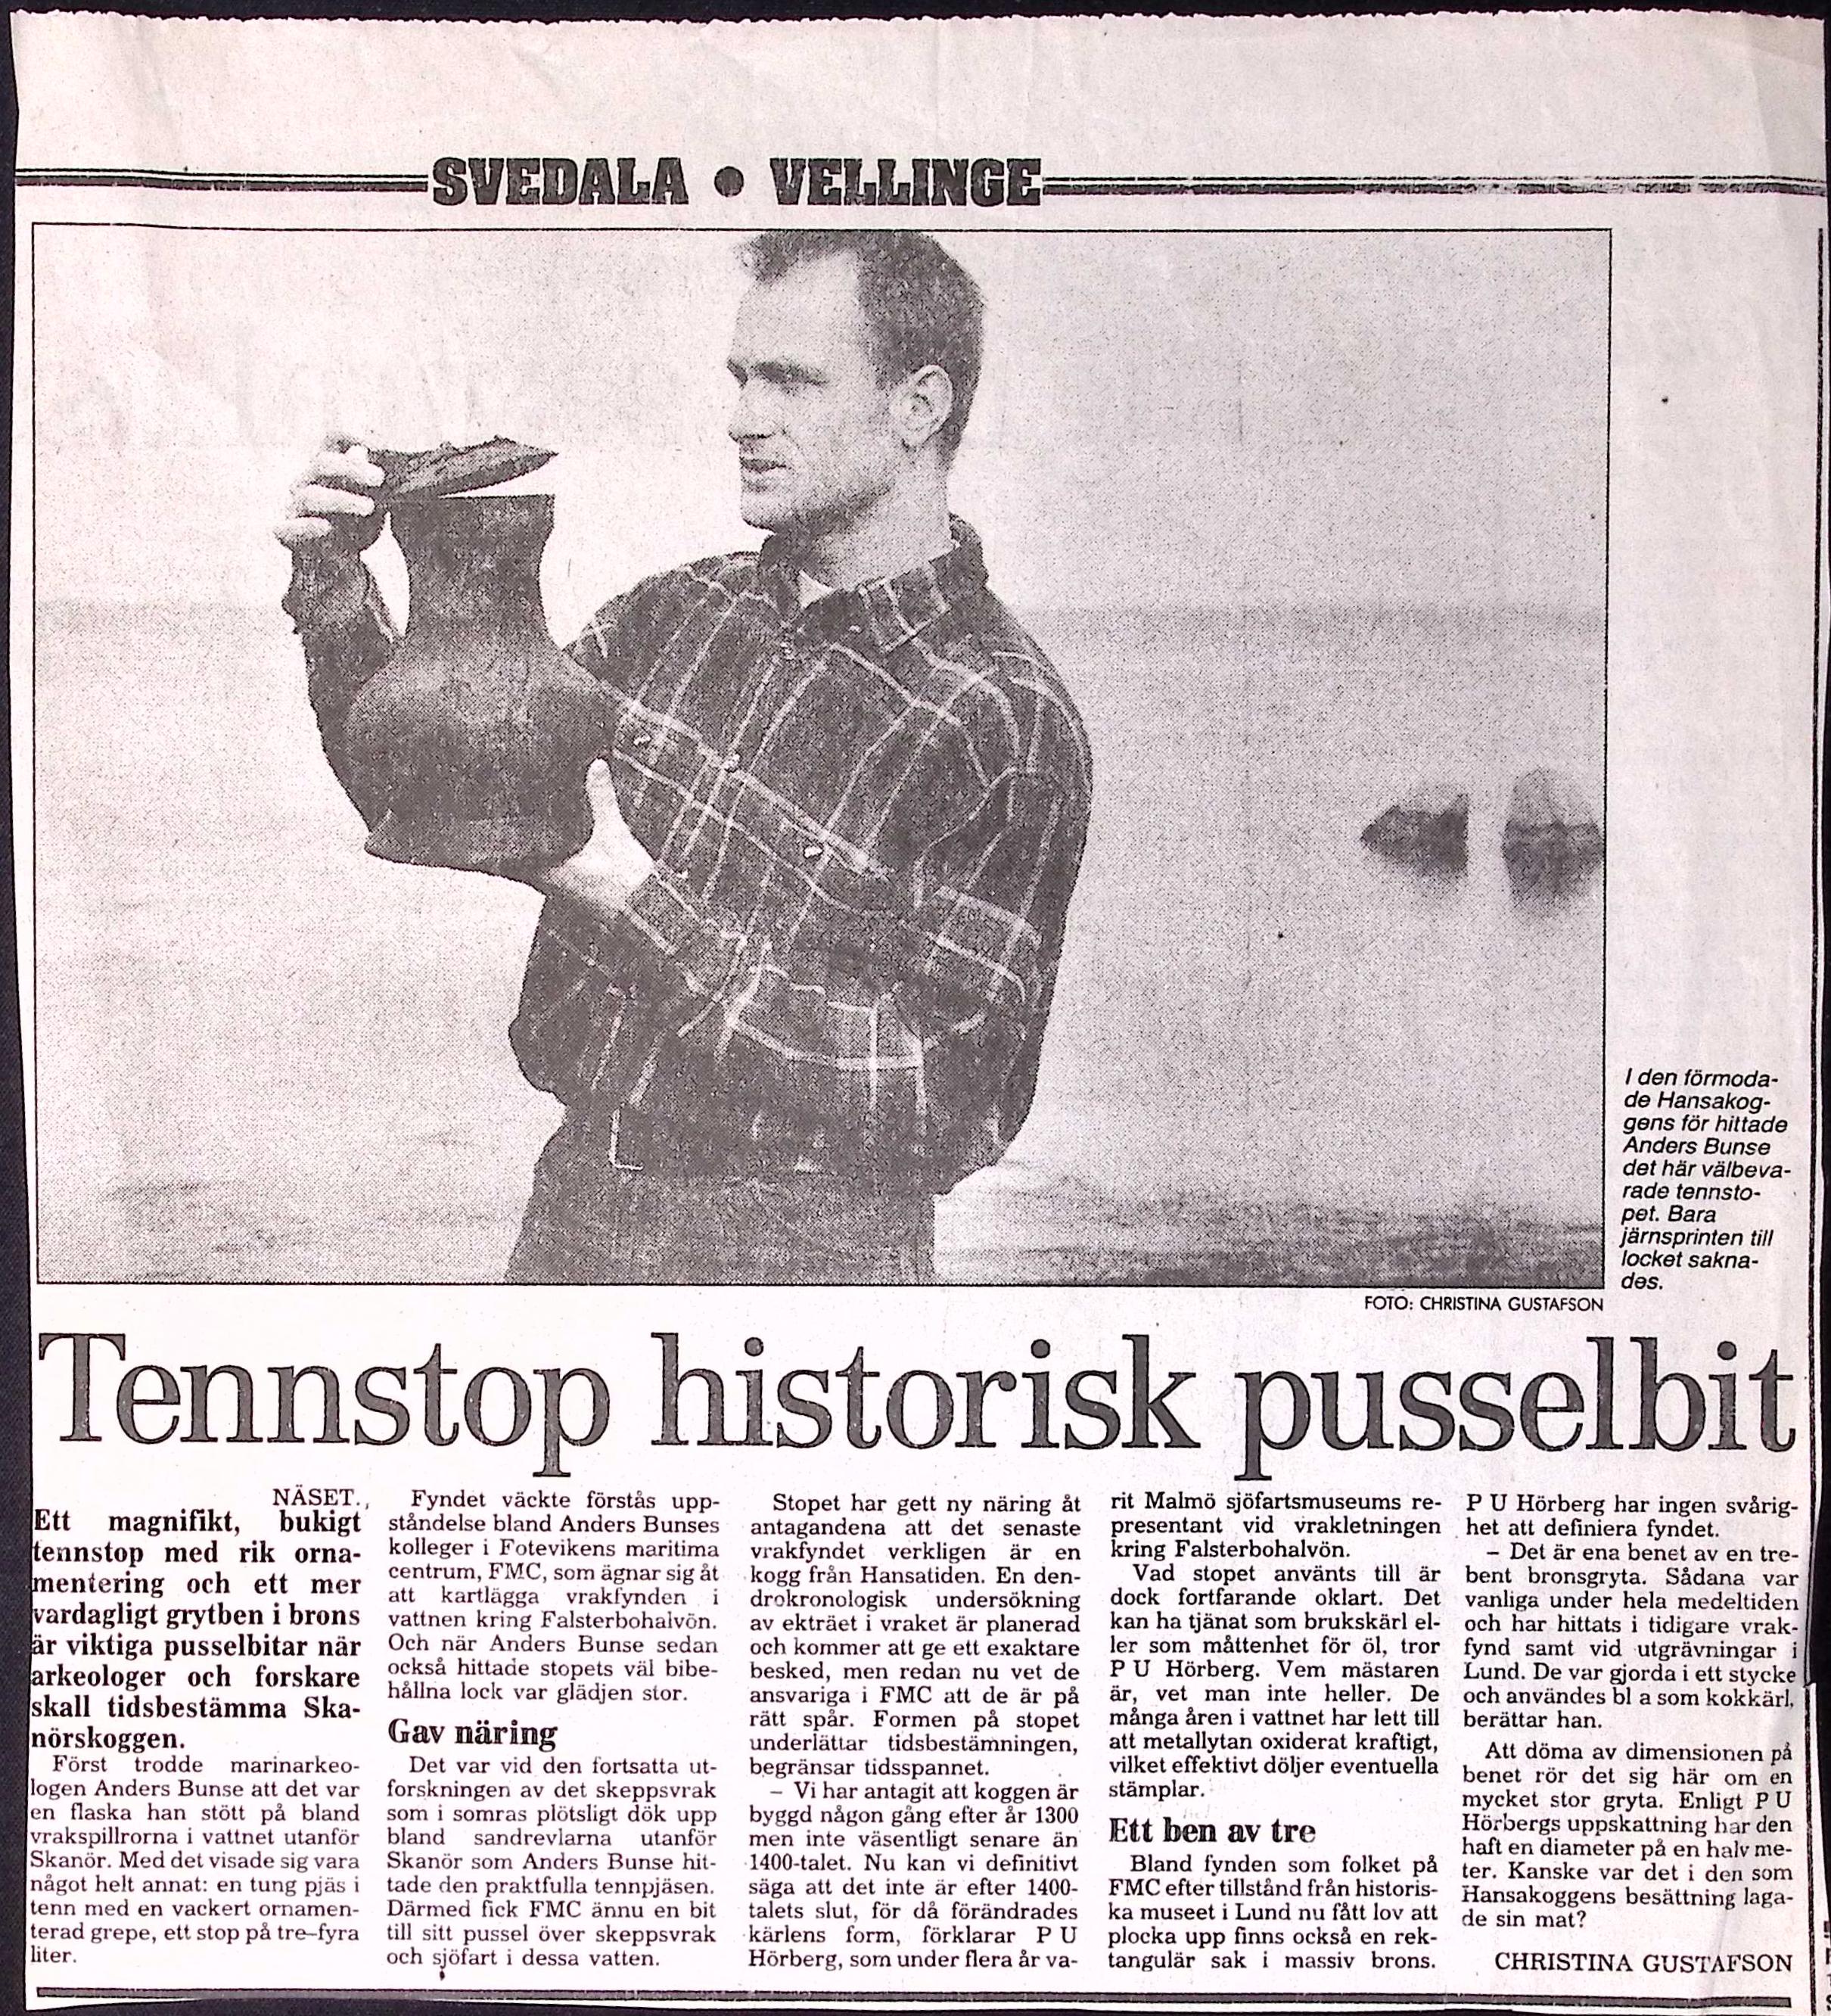 SVEDALA • VELLINGE
I den förmoda-
de Hansakog-
gens för hittade
Anders Bunse
det här välbeva-
rade tennsto-
pet. Bara
järnsprinten till
locket sakna-
des.
FOTO: CHRISTINA GUSTAFSON
Tennstop historisk pusselbit
NÄSET.,
Ett magnifikt, bukigt
tennstop med rik orna-
mentering och ett mer
vardagligt grytben i brons
är viktiga pusselbitar när
arkeologer och forskare
skall tidsbestämma Ska-
nörskoggen.
Först trodde marinarkeo-
logen Anders Bunse att det var
en flaska han stött på bland
vrakspillrorna i vattnet utanför
Skanör. Med det visade sig vara
något helt annat: en tung pjäs i
tenn med en vackert ornamen-
terad grepe, ett stop på tre–fyra
liter.
Fyndet väckte förstås upp-
ståndelse bland Anders Bunses
kolleger i Fotevikens maritima
centrum, FMC, som ägnar sig åt
att kartlägga vrakfynden i
vattnen kring Falsterbohalvön.
Och när Anders Bunse sedan
också hittade stopets väl bibe-
hållna lock var glädjen stor.
Gav näring
Det var vid den fortsatta ut-
forskningen av det skeppsvrak
som i somras plötsligt dök upp
bland sandrevlarna utanför
Skanör som Anders Bunse hit-
tade den praktfulla tennpjäsen.
Därmed fick FMC ännu en bit
till sitt pussel över skeppsvrak
och sjöfart i dessa vatten.
Stopet har gett ny näring åt
antagandena att det senaste
vrakfyndet verkligen är en
kogg från Hansatiden. En den-
drokronologisk undersökning
av ekträet i vraket är planerad
och kommer att ge ett exaktare
besked, men redan nu vet de
ansvariga i FMC att de är på
rätt spår. Formen på stopet
underlättar tidsbestämningen,
begränsar tidsspannet.
– Vi har antagit att koggen är
byggd någon gång efter år 1300
men inte väsentligt senare än
1400-talet. Nu kan vi definitivt
säga att det inte är efter 1400-
talets slut, för då förändrades
kärlens form, förklarar P U
Hörberg, som under flera år va-
rit Malmö sjöfartsmuseums re-
presentant vid vrakletningen
kring Falsterbohalvön.
Vad stopet använts till är
dock fortfarande oklart. Det
kan ha tjänat som brukskärl el-
ler som måttenhet för öl, tror
P U Hörberg. Vem mästaren
är, vet man inte heller. De
många åren i vattnet har lett till
att metallytan oxiderat kraftigt,
vilket effektivt döljer eventuella
stämplar.
Ett ben av tre
Bland fynden som folket på
FMC efter tillstånd från historis-
ka museet i Lund nu fått lov att
plocka upp finns också en rek-
tangulär sak i massiv brons.
P U Hörberg har ingen svårig-
het att definiera fyndet.
– Det är ena benet av en tre-
bent bronsgryta. Sådana var
vanliga under hela medeltiden
och har hittats i tidigare vrak-
fynd samt vid utgrävningar i
Lund. De var gjorda i ett stycke
och användes bl a som kokkärl,
berättar han.
Att döma av dimensionen på
benet rör det sig här om en
mycket stor gryta. Enligt P U
Hörbergs uppskattning har den
haft en diameter på en halv me-
ter. Kanske var det i den som
Hansakoggens besättning laga-
de sin mat?
CHRISTINA GUSTAFSON